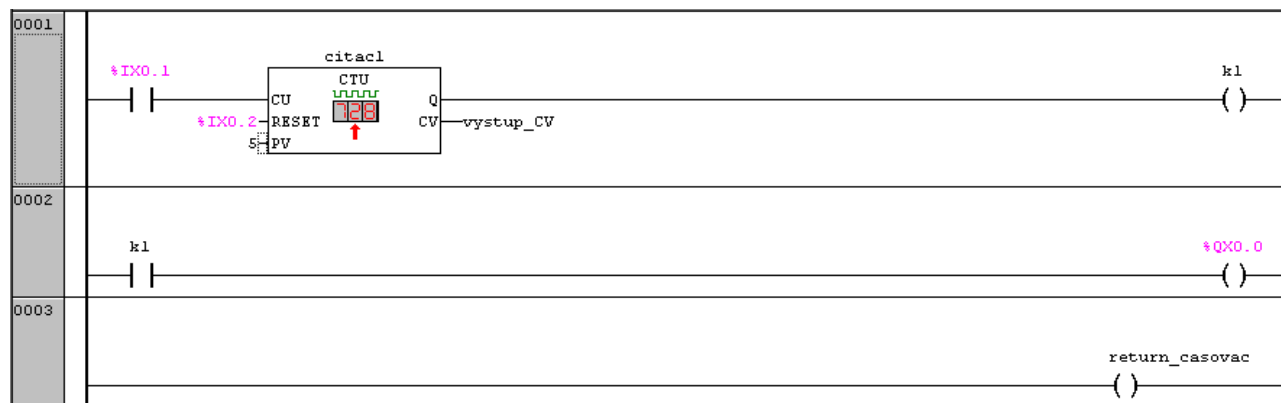 0001
citac1
%IX0.1
CTU
k1
CU
728
Q
%IX0.2
RESET
CV
vystup_CV
5
PV
0002
k1
%QX0.0
0003
return_casovac